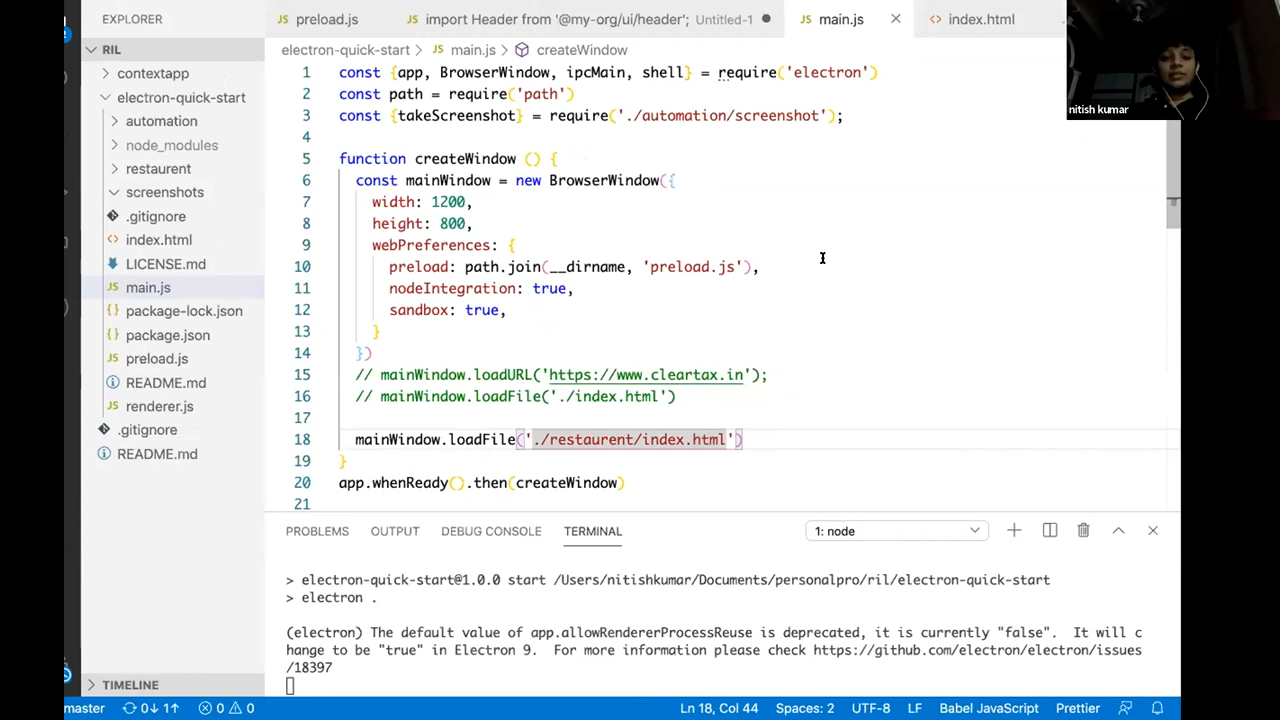 EXPLORER
preload.js
import Header from '@my-org/ui/header'; Untitled-1
main.js
index.html
RIL
electron-quick-start
main.js
createWindow
contextapp
electron-quick-start
automation
node_modules
restaurent
screenshots
.gitignore
index.html
LICENSE.md
main.js
package-lock.json
package.json
preload.js
README.md
renderer.js
.gitignore
README.md
TIMELINE
1 const {app, BrowserWindow, ipcMain, shell} = require('electron')
2 const path = require('path')
3 const {takeScreenshot} = require('./automation/screenshot');
4
5 function createWindow () {
6 const mainWindow = new BrowserWindow({
7 width: 1200,
8 height: 800,
9 webPreferences: {
10 preload: path.join(__dirname, 'preload.js'),
11 nodeIntegration: true,
12 sandbox: true,
13 }
14 })
15 // mainWindow.loadURL('https://www.cleartax.in');
16 // mainWindow.loadFile('./index.html')
17
18 mainWindow.loadFile('./restaurent/index.html')
19 }
20 app.whenReady().then(createWindow)
21
nitish kumar
PROBLEMS OUTPUT DEBUG CONSOLE TERMINAL
1: node
> electron-quick-start@1.0.0 start /Users/nitishkumar/Documents/personalpro/ril/electron-quick-start
> electron .
(electron) The default value of app.allowRendererProcessReuse is deprecated, it is currently "false". It will c
hange to be "true" in Electron 9. For more information please check https://github.com/electron/electron/issues
/18397
master 0↓ 1↑ 0 0
Ln 18, Col 44 Spaces: 2 UTF-8 LF Babel JavaScript Prettier